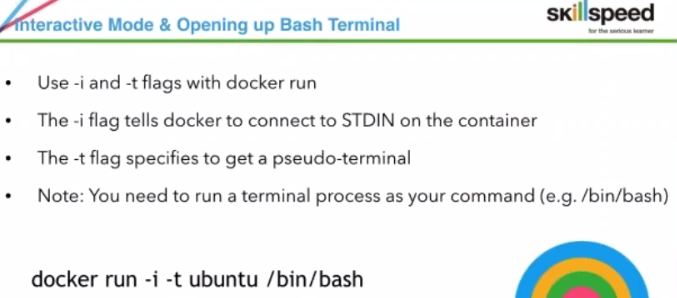 Interactive Mode & Opening up Bash Terminal
skillspeed
for the serious learner
• Use -i and -t flags with docker run
• The -i flag tells docker to connect to STDIN on the container
• The -t flag specifies to get a pseudo-terminal
• Note: You need to run a terminal process as your command (e.g. /bin/bash)
docker run -i -t ubuntu /bin/bash